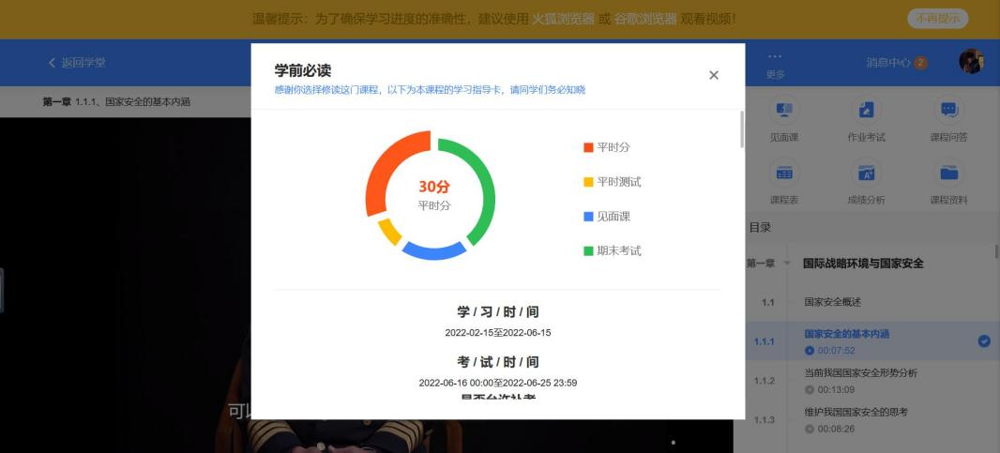 温馨提示：为了确保学习进度的准确性，建议使用 火狐浏览器 或 谷歌浏览器 观看视频！
不再提示
返回学堂
更多
消息中心 2
第一章 1.1.1、国家安全的基本内涵
学前必读
感谢你选择修读这门课程，以下为本课程的学习指导卡，请同学们务必知晓
30分
平时分
平时分
平时测试
见面课
期末考试
学 / 习 / 时 / 间
2022-02-15至2022-06-15
考 / 试 / 时 / 间
2022-06-16 00:00至2022-06-25 23:59
是否允许补考
见面课
作业考试
课程问答
课程表
成绩分析
课程资料
目录
第一章 国际战略环境与国家安全
1.1 国家安全概述
1.1.1 国家安全的基本内涵
00:07:52
1.1.2 当前我国国家安全形势分析
00:13:09
1.1.3 维护我国国家安全的思考
00:08:26
可